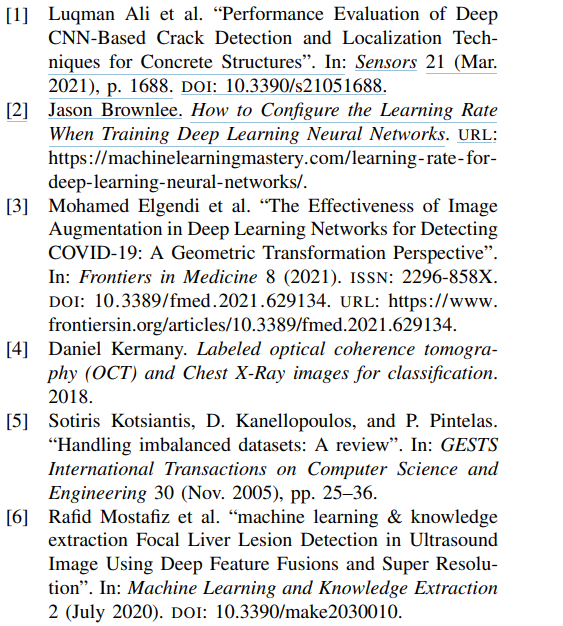 [1] Luqman Ali et al. “Performance Evaluation of Deep
CNN-Based Crack Detection and Localization Tech-
niques for Concrete Structures”. In: Sensors 21 (Mar.
2021), p. 1688. DOI: 10.3390/s21051688.
[2] Jason Brownlee. How to Configure the Learning Rate
When Training Deep Learning Neural Networks. URL:
https://machinelearningmastery.com/learning-rate-for-
deep-learning-neural-networks/.
[3] Mohamed Elgendi et al. “The Effectiveness of Image
Augmentation in Deep Learning Networks for Detecting
COVID-19: A Geometric Transformation Perspective”.
In: Frontiers in Medicine 8 (2021). ISSN: 2296-858X.
DOI: 10.3389/fmed.2021.629134. URL: https://www.
frontiersin.org/articles/10.3389/fmed.2021.629134.
[4] Daniel Kermany. Labeled optical coherence tomogra-
phy (OCT) and Chest X-Ray images for classification.
2018.
[5] Sotiris Kotsiantis, D. Kanellopoulos, and P. Pintelas.
“Handling imbalanced datasets: A review”. In: GESTS
International Transactions on Computer Science and
Engineering 30 (Nov. 2005), pp. 25–36.
[6] Rafid Mostafiz et al. “machine learning & knowledge
extraction Focal Liver Lesion Detection in Ultrasound
Image Using Deep Feature Fusions and Super Resolu-
tion”. In: Machine Learning and Knowledge Extraction
2 (July 2020). DOI: 10.3390/make2030010.